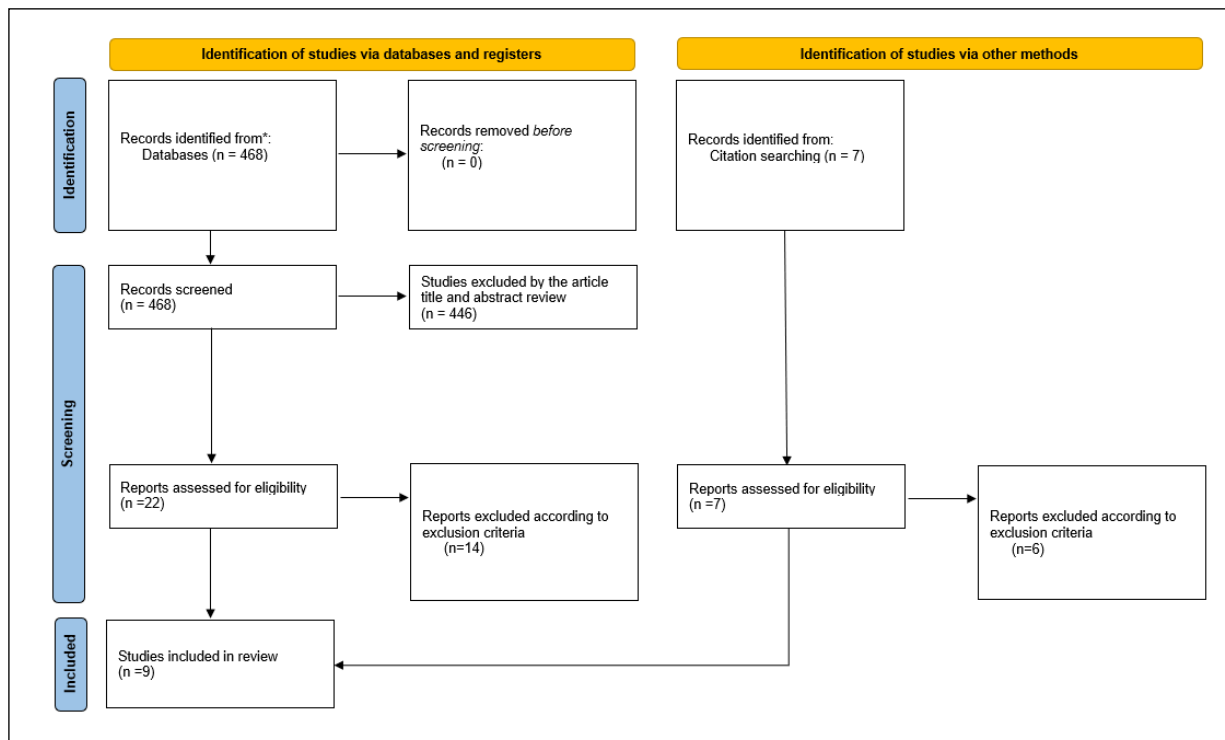 Identification of studies via databases and registers
Identification of studies via other methods
Identification
Records identified from*:
Databases (n = 468)
Records removed before
screening:
(n = 0)
Records identified from:
Citation searching (n = 7)
Screening
Records screened
(n = 468)
Studies excluded by the article
title and abstract review
(n = 446)
Reports assessed for eligibility
(n =22)
Reports excluded according to
exclusion criteria
(n=14)
Reports assessed for eligibility
(n =7)
Reports excluded according to
exclusion criteria
(n=6)
Included
Studies included in review
(n =9)